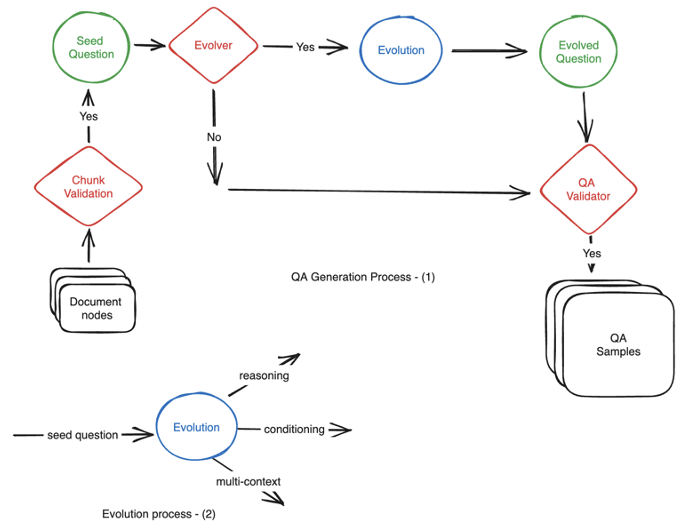 Seed
Question
Evolver
Yes
Evolution
Evolved
Question
Yes
No
Chunk
Validation
QA
Validator
Yes
Document
nodes
QA Generation Process - (1)
QA
Samples
reasoning
seed question
Evolution
conditioning
multi-context
Evolution process - (2)